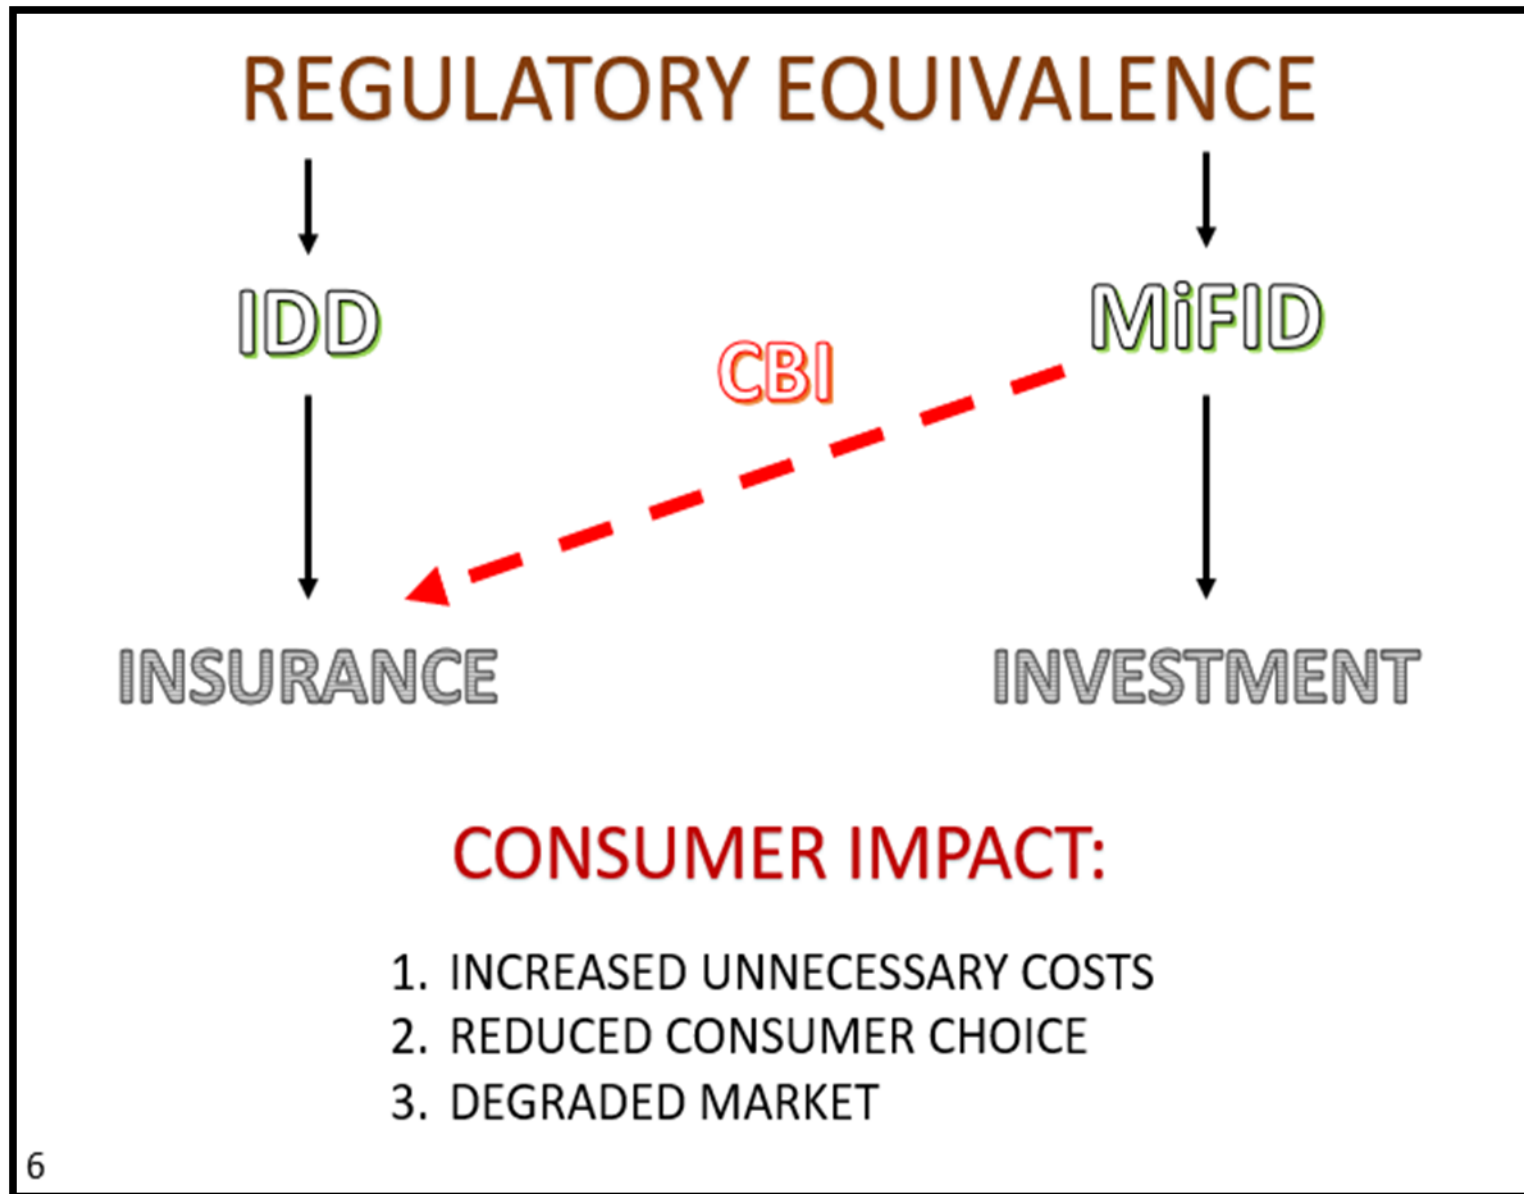 REGULATORY EQUIVALENCE
IDD
MiFID
CBI
INSURANCE
INVESTMENT
CONSUMER IMPACT:
1. INCREASED UNNECESSARY COSTS
2. REDUCED CONSUMER CHOICE
3. DEGRADED MARKET
6